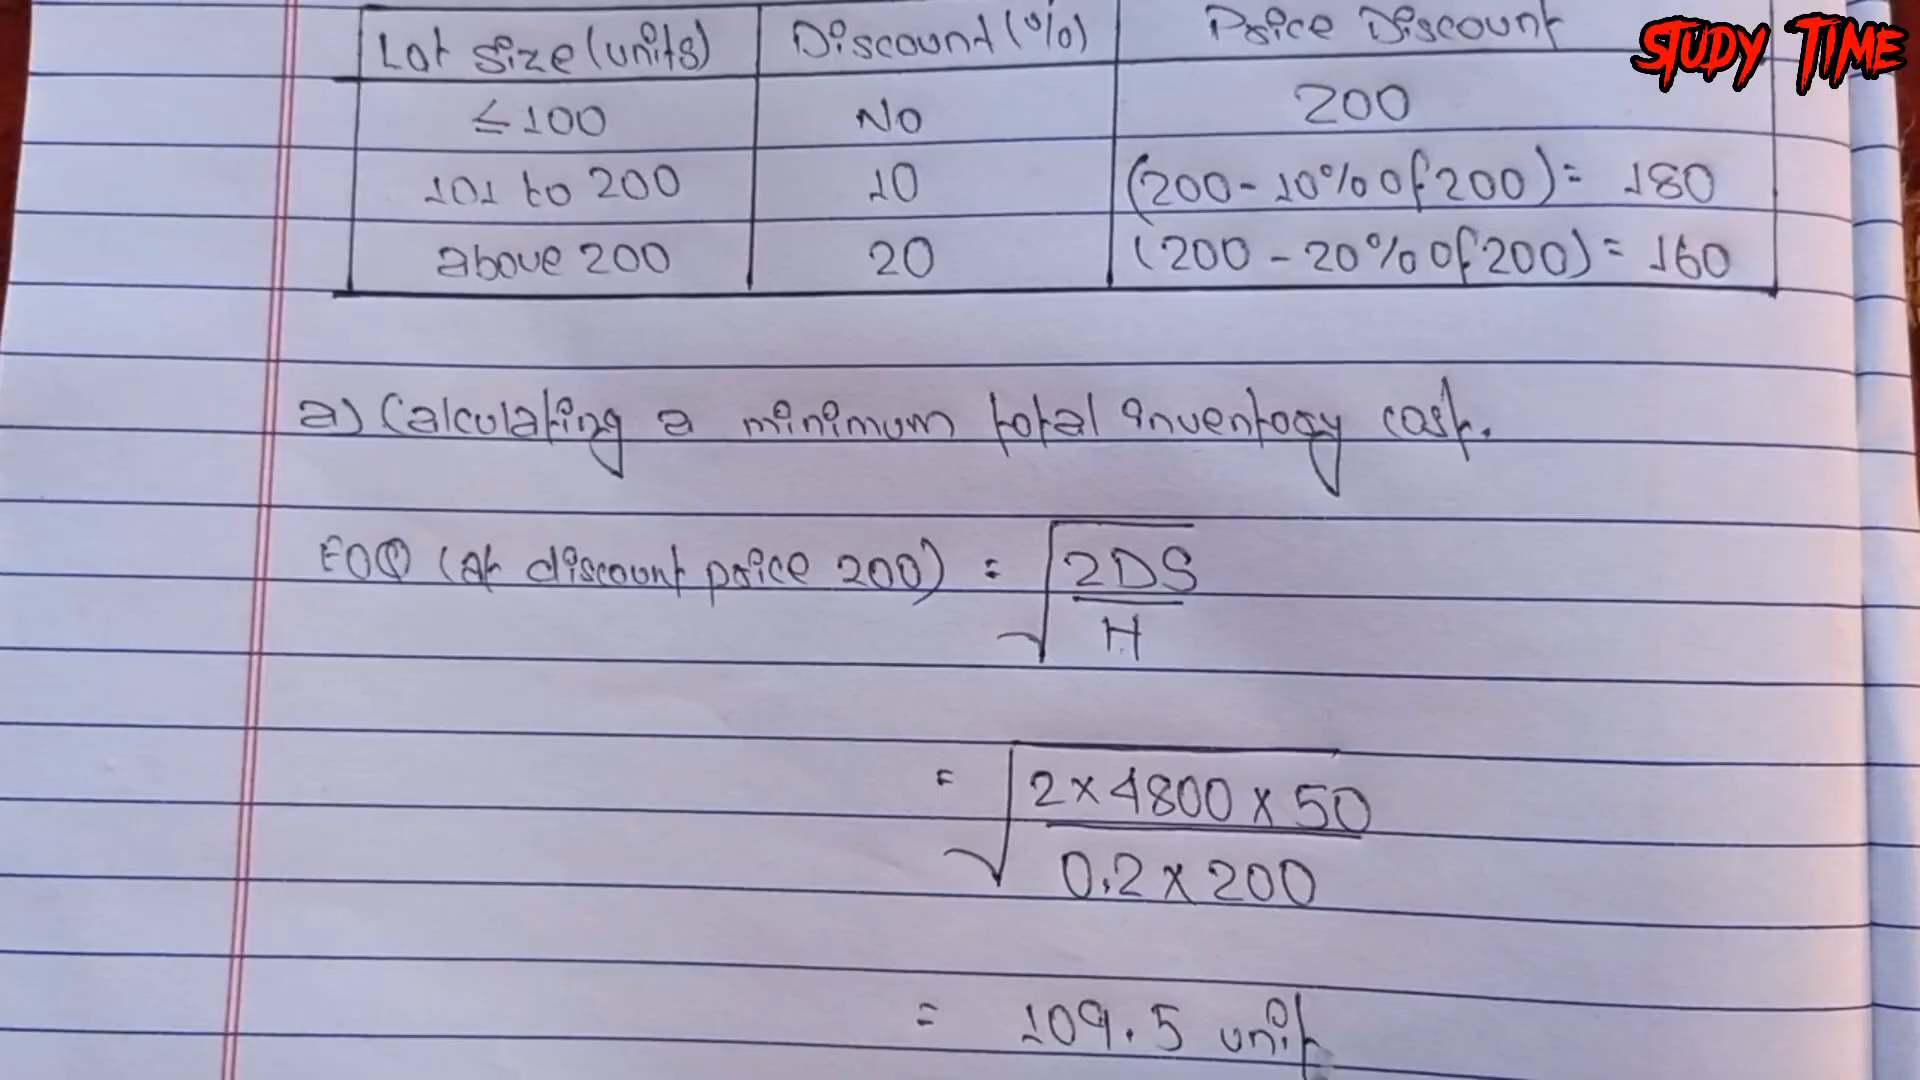 Lot size (units) Discount (%) Price Discount
STUDY TIME
≤100 No 200
101 to 200 10 (200 - 10% of 200) = 180
above 200 20 (200 - 20% of 200) = 160
a) Calculating a minimum total inventory cost.
EOQ (At discount price 200) = √2DS
H
= √2 × 4800 × 50
0.2 × 200
= 109.5 unit